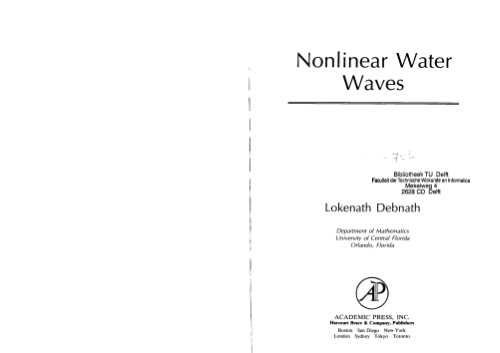 Nonlinear Water
Waves
Bibliotheek TU Delft
Faculteit der Technische Wiskunde en Informatica
Mekelweg 4
2628 CD Delft
Lokenath Debnath
Department of Mathematics
University of Central Florida
Orlando, Florida
AP
ACADEMIC PRESS, INC.
Harcourt Brace & Company, Publishers
Boston San Diego New York
London Sydney Tokyo Toronto